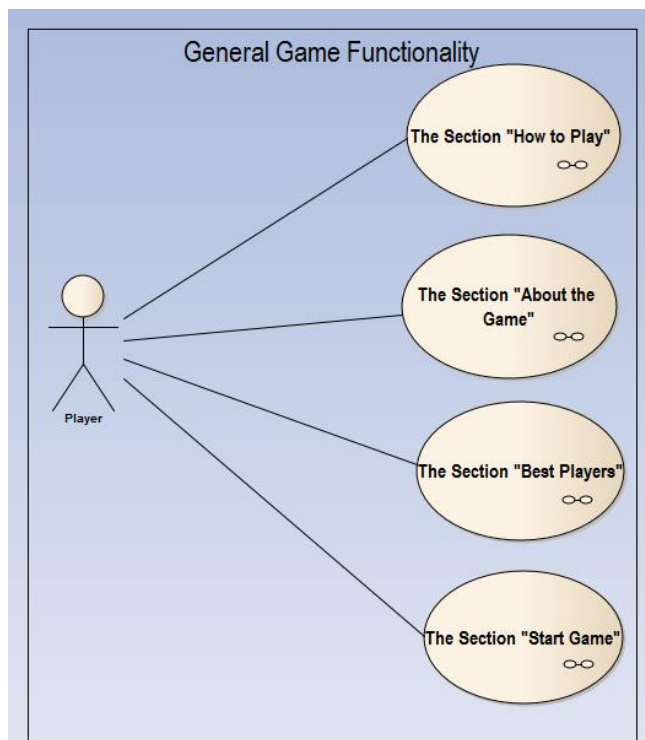 General Game Functionality
The Section "How to Play"
The Section "About the
Game"
Player
The Section "Best Players"
The Section "Start Game"